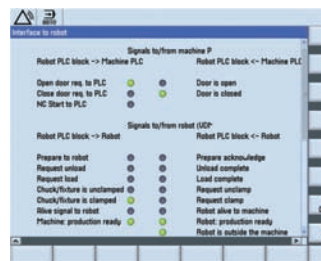 AUTO
Interface to robot
Signals to/from machine P
Robot PLC block -> Machine PLC Robot PLC block <- Machine PLC
Open door req. to PLC Door is open
Close door req. to PLC Door is closed
NC Start to PLC
Signals to/from robot (UDP
Robot PLC block -> Robot Robot PLC block <- Robot
Prepare to robot Prepare acknowledge
Request unload Unload complete
Request load Load complete
Chuck/fixture is unclamped Request unclamp
Chuck/fixture is clamped Request clamp
Alive signal to robot Robot alive to machine
Machine: production ready Robot: production ready
Robot is outside the machine